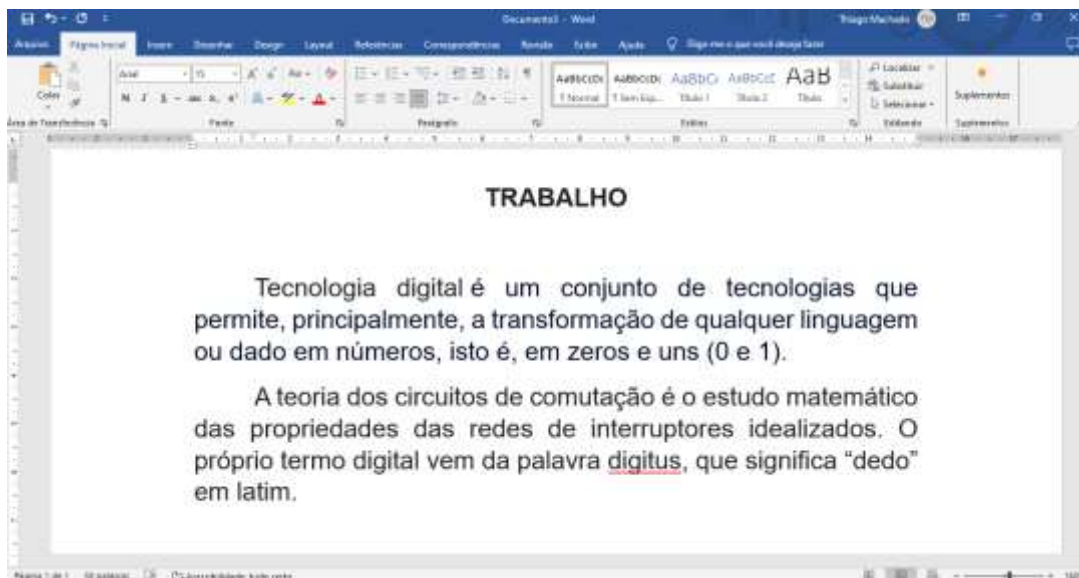 Documento1 - Word
Thiago Machado
Arquivo Página Inicial Inserir Desenhar Design Layout Referências Correspondências Revisão Exibir Ajuda Diga-me o que você deseja fazer
Colar
Arial
N I S
AaBbCcDc AaBbCcDc AaBbCc AaBbCcC AaB
1 Normal 1 Sem Esp... Título 1 Título 2 Título
Localizar
Substituir
Selecionar
Suplementos
Área de Transferência Fonte Parágrafo Estilos Editando Suplementos
TRABALHO
Tecnologia digital é um conjunto de tecnologias que
permite, principalmente, a transformação de qualquer linguagem
ou dado em números, isto é, em zeros e uns (0 e 1).
A teoria dos circuitos de comutação é o estudo matemático
das propriedades das redes de interruptores idealizados. O
próprio termo digital vem da palavra digitus, que significa “dedo”
em latim.
Página 1 de 1 palavras Acessibilidade: tudo certo